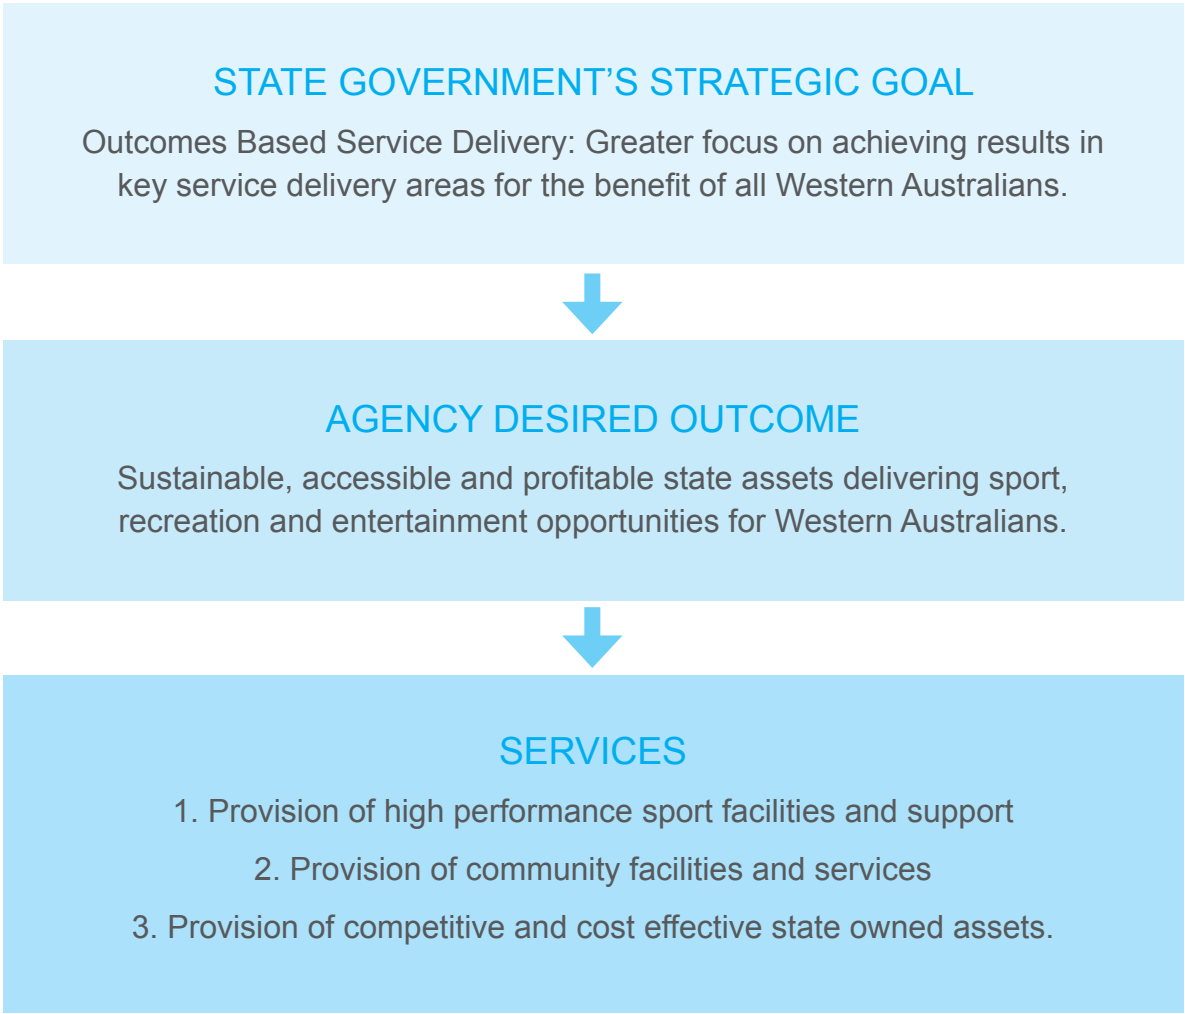 STATE GOVERNMENT’S STRATEGIC GOAL
Outcomes Based Service Delivery: Greater focus on achieving results in
key service delivery areas for the benefit of all Western Australians.
AGENCY DESIRED OUTCOME
Sustainable, accessible and profitable state assets delivering sport,
recreation and entertainment opportunities for Western Australians.
SERVICES
1. Provision of high performance sport facilities and support
2. Provision of community facilities and services
3. Provision of competitive and cost effective state owned assets.